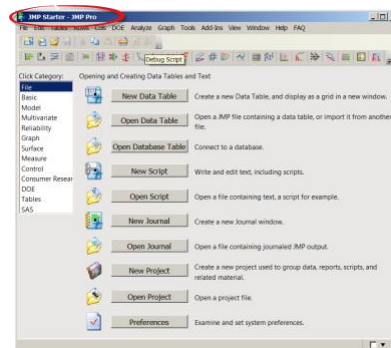 JMP Starter - JMP Pro
File Edit Tables Rows Cols DOE Analyze Graph Tools Add-Ins View Window Help FAQ
Debug Script
Click Category:
Opening and Creating Data Tables and Text
File
Basic
Model
Multivariate
Reliability
Graph
Surface
Measure
Control
Consumer Resear
DOE
Tables
SAS
New Data Table
Create a new Data Table, and display as a grid in a new window.
Open Data Table
Open a JMP file containing a data table, or import it from another
file.
Open Database Table
Connect to a database.
New Script
Write and edit text, including scripts.
Open Script
Open a file containing text, a script for example.
New Journal
Create a new Journal window.
Open Journal
Open a file containing journaled JMP output.
New Project
Create a new project used to group data, reports, scripts, and
related material.
Open Project
Open a project file.
Preferences
Examine and set system preferences.